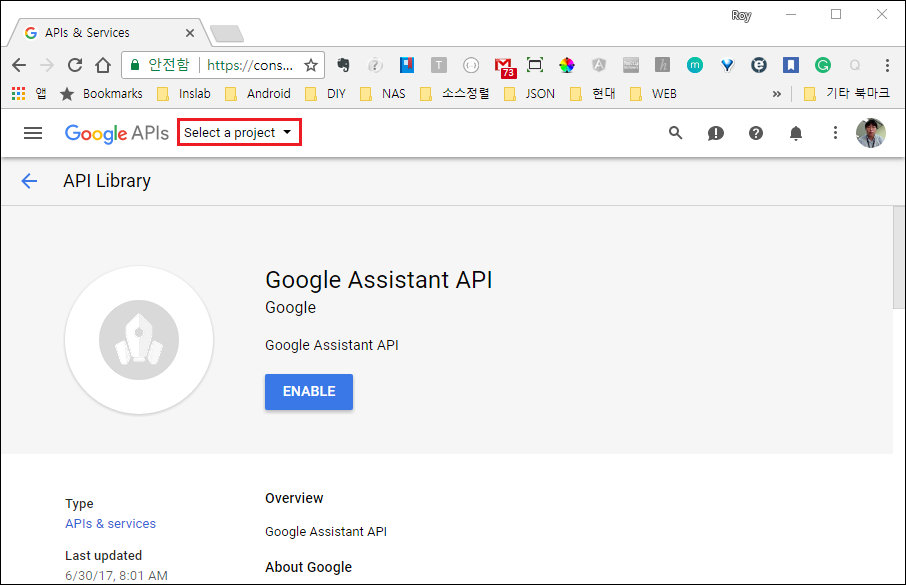 Roy
APIs & Services
안전함 https://cons...
73
앱 Bookmarks Inslab Android DIY NAS 소스정렬 JSON 현대 WEB » 기타 북마크
Google APIs Select a project
API Library
Google Assistant API
Google
Google Assistant API
ENABLE
Type
APIs & services
Last updated
6/30/17, 8:01 AM
Overview
Google Assistant API
About Google